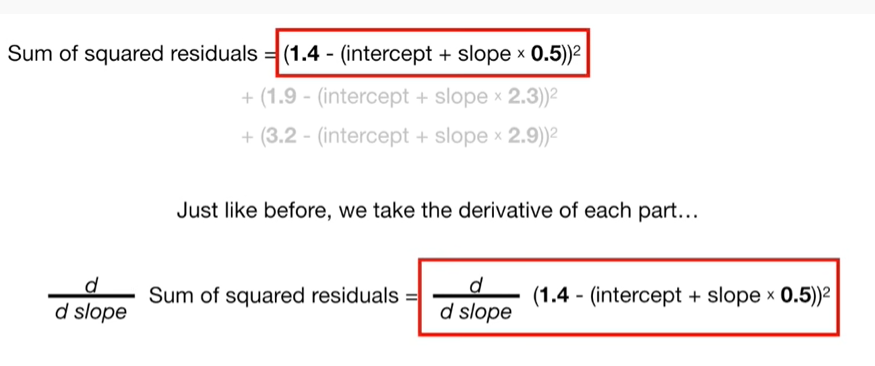 Sum of squared residuals = (1.4 - (intercept + slope × 0.5))²
+ (1.9 - (intercept + slope × 2.3))²
+ (3.2 - (intercept + slope × 2.9))²
Just like before, we take the derivative of each part…
d/d slope Sum of squared residuals = d/d slope (1.4 - (intercept + slope × 0.5))²